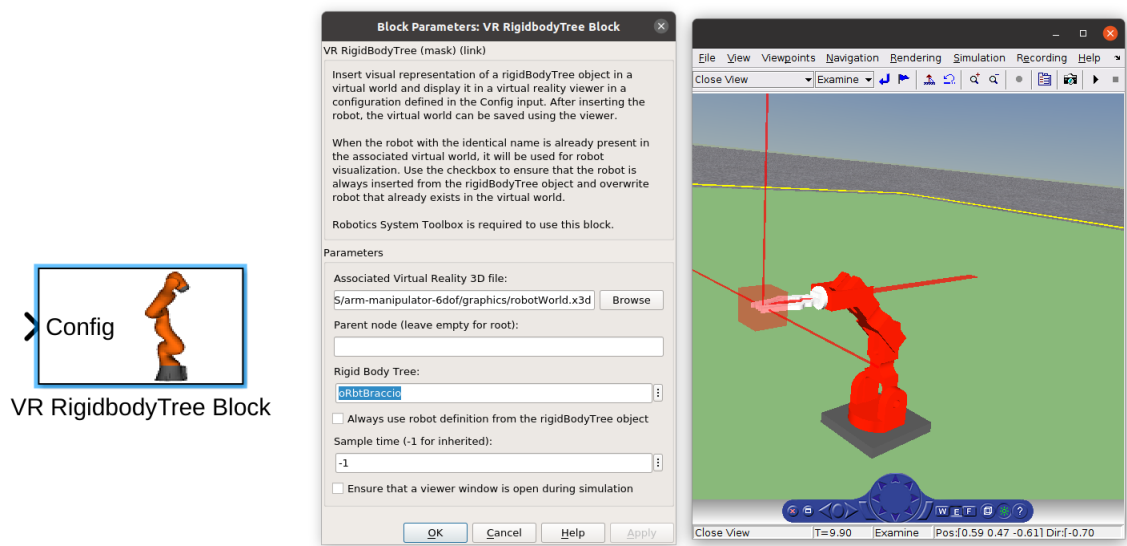 Config
VR RigidbodyTree Block
Block Parameters: VR RigidbodyTree Block
VR RigidBodyTree (mask) (link)
Insert visual representation of a rigidBodyTree object in a
virtual world and display it in a virtual reality viewer in a
configuration defined in the Config input. After inserting the
robot, the virtual world can be saved using the viewer.
When the robot with the identical name is already present in
the associated virtual world, it will be used for robot
visualization. Use the checkbox to ensure that the robot is
always inserted from the rigidBodyTree object and overwrite
robot that already exists in the virtual world.
Robotics System Toolbox is required to use this block.
Parameters
Associated Virtual Reality 3D file:
S/arm-manipulator-6dof/graphics/robotWorld.x3d Browse
Parent node (leave empty for root):
Rigid Body Tree:
oRbtBraccio
Always use robot definition from the rigidBodyTree object
Sample time (-1 for inherited):
-1
Ensure that a viewer window is open during simulation
OK Cancel Help Apply
File View Viewpoints Navigation Rendering Simulation Recording Help
Close View Examine
W E F ?
Close View T=9.90 Examine Pos:[0.59 0.47 -0.61] Dir:[-0.70